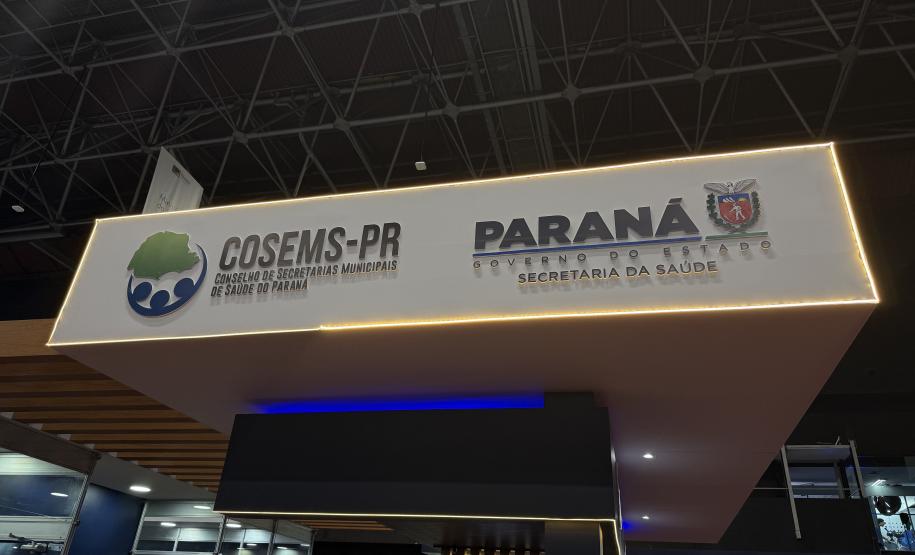 COSEMS-PR
CONSELHO DE SECRETARIAS MUNICIPAIS
DE SAÚDE DO PARANÁ
PARANÁ
GOVERNO DO ESTADO
SECRETARIA DA SAÚDE